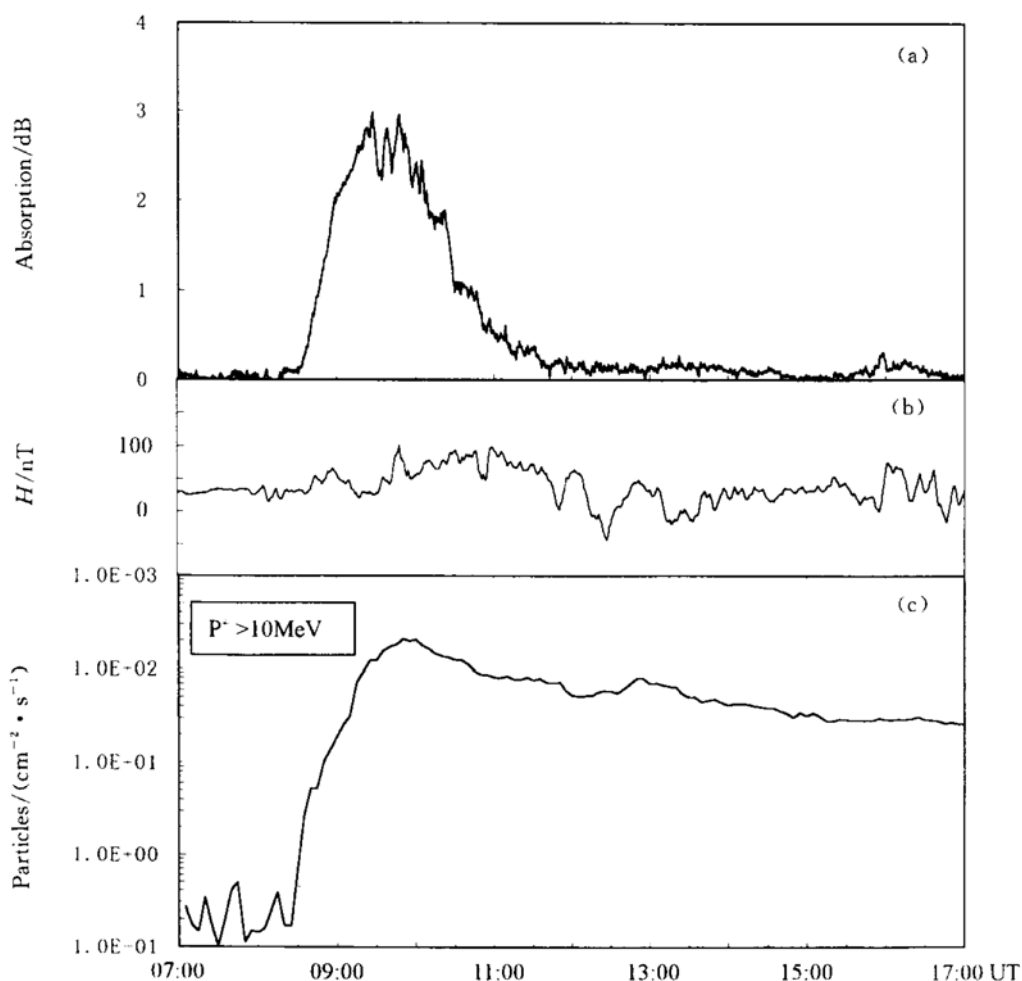 4
(a)
3
Absorption/dB
2
1
0
(b)
100
H/nT
0
1.0E-03
(c)
P⁺ >10MeV
1.0E-02
Particles/(cm⁻² • s⁻¹)
1.0E-01
1.0E+00
1.0E+01
07:00 09:00 11:00 13:00 15:00 17:00 UT